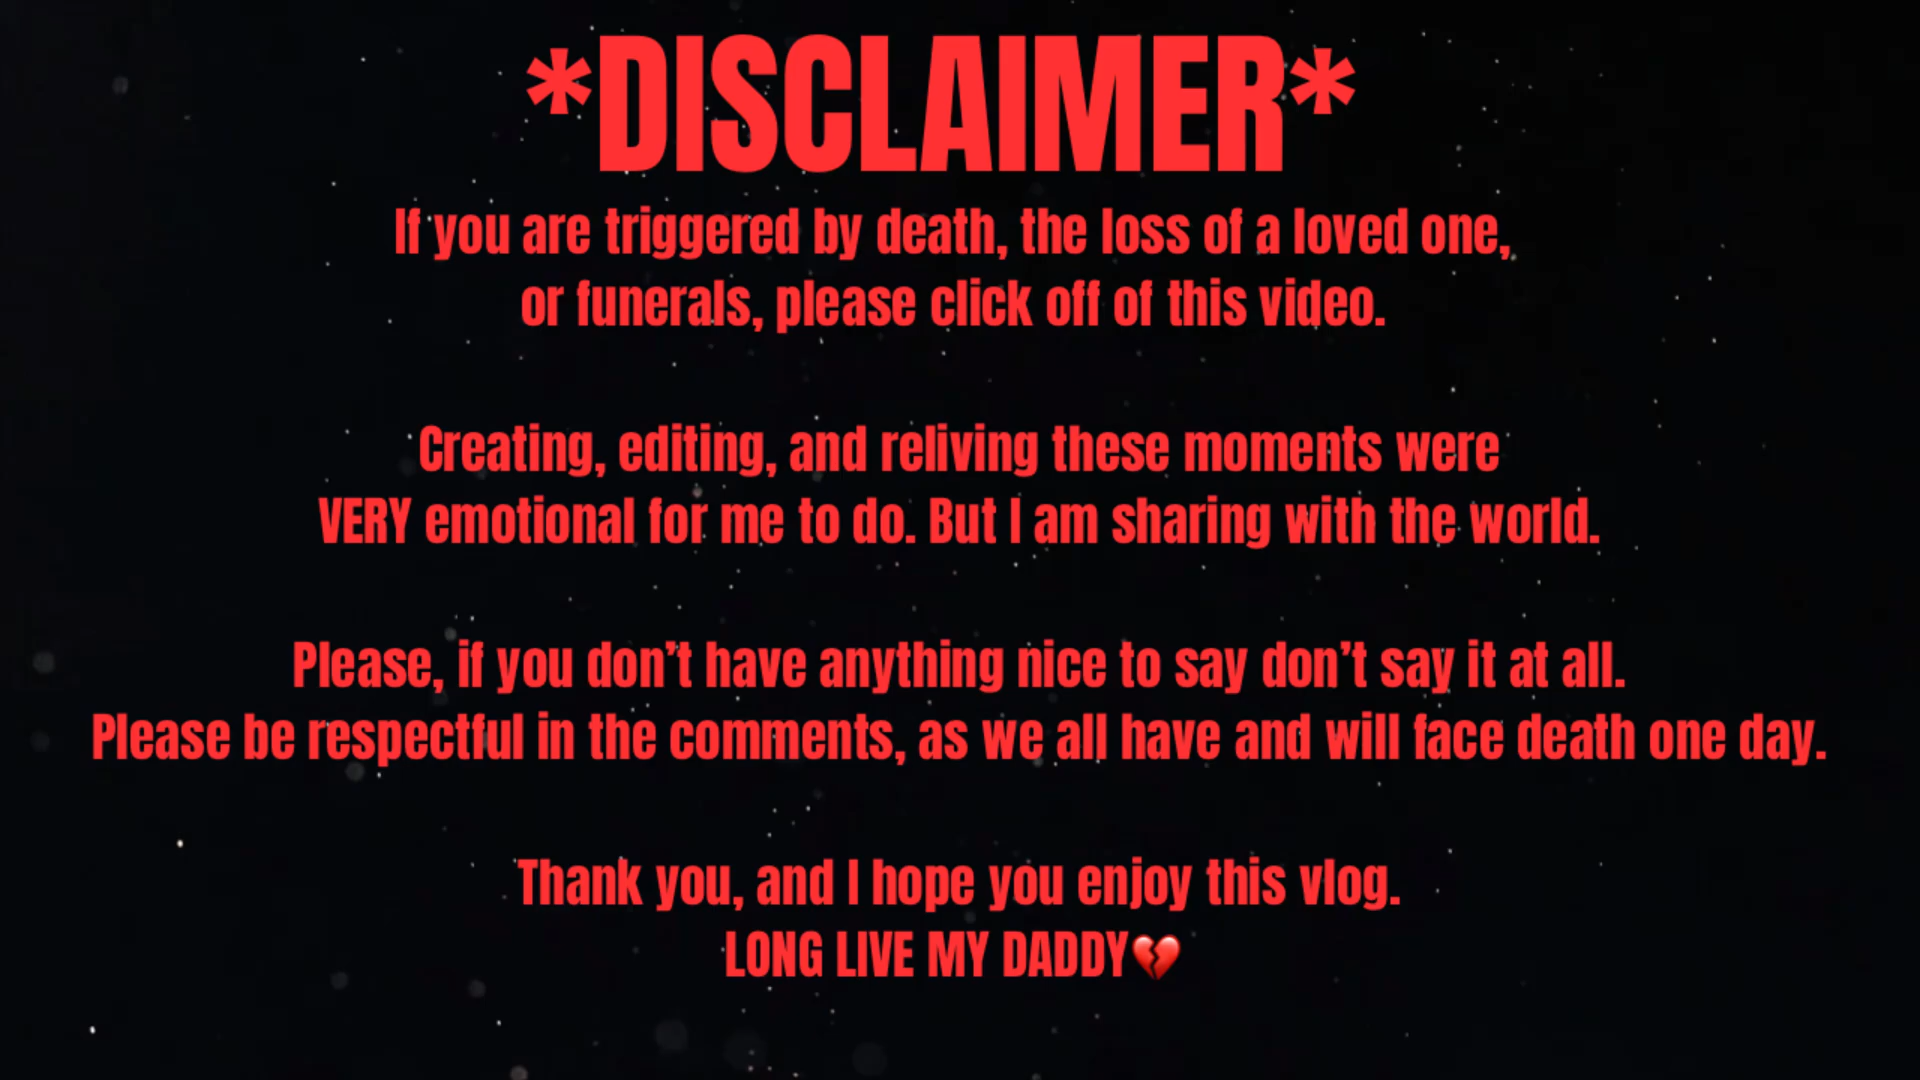 *DISCLAIMER*
If you are triggered by death, the loss of a loved one,
or funerals, please click off of this video.
Creating, editing, and reliving these moments were
VERY emotional for me to do. But I am sharing with the world.
Please, if you don’t have anything nice to say don’t say it at all.
Please be respectful in the comments, as we all have and will face death one day.
Thank you, and I hope you enjoy this vlog.
LONG LIVE MY DADDY💔